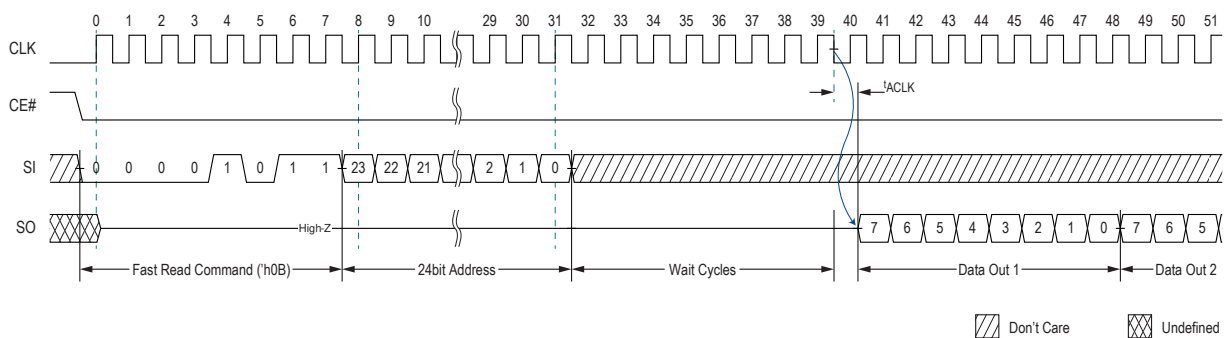 0 1 2 3 4 5 6 7 8 9 10 29 30 31 32 33 34 35 36 37 38 39 40 41 42 43 44 45 46 47 48 49 50 51
CLK
CE#
tACLK
SI
0 0 0 0 1 0 1 1 23 22 21 2 1 0
SO
High-Z
7 6 5 4 3 2 1 0 7 6 5
Fast Read Command ('h0B) 24bit Address Wait Cycles Data Out 1 Data Out 2
Don't Care Undefined